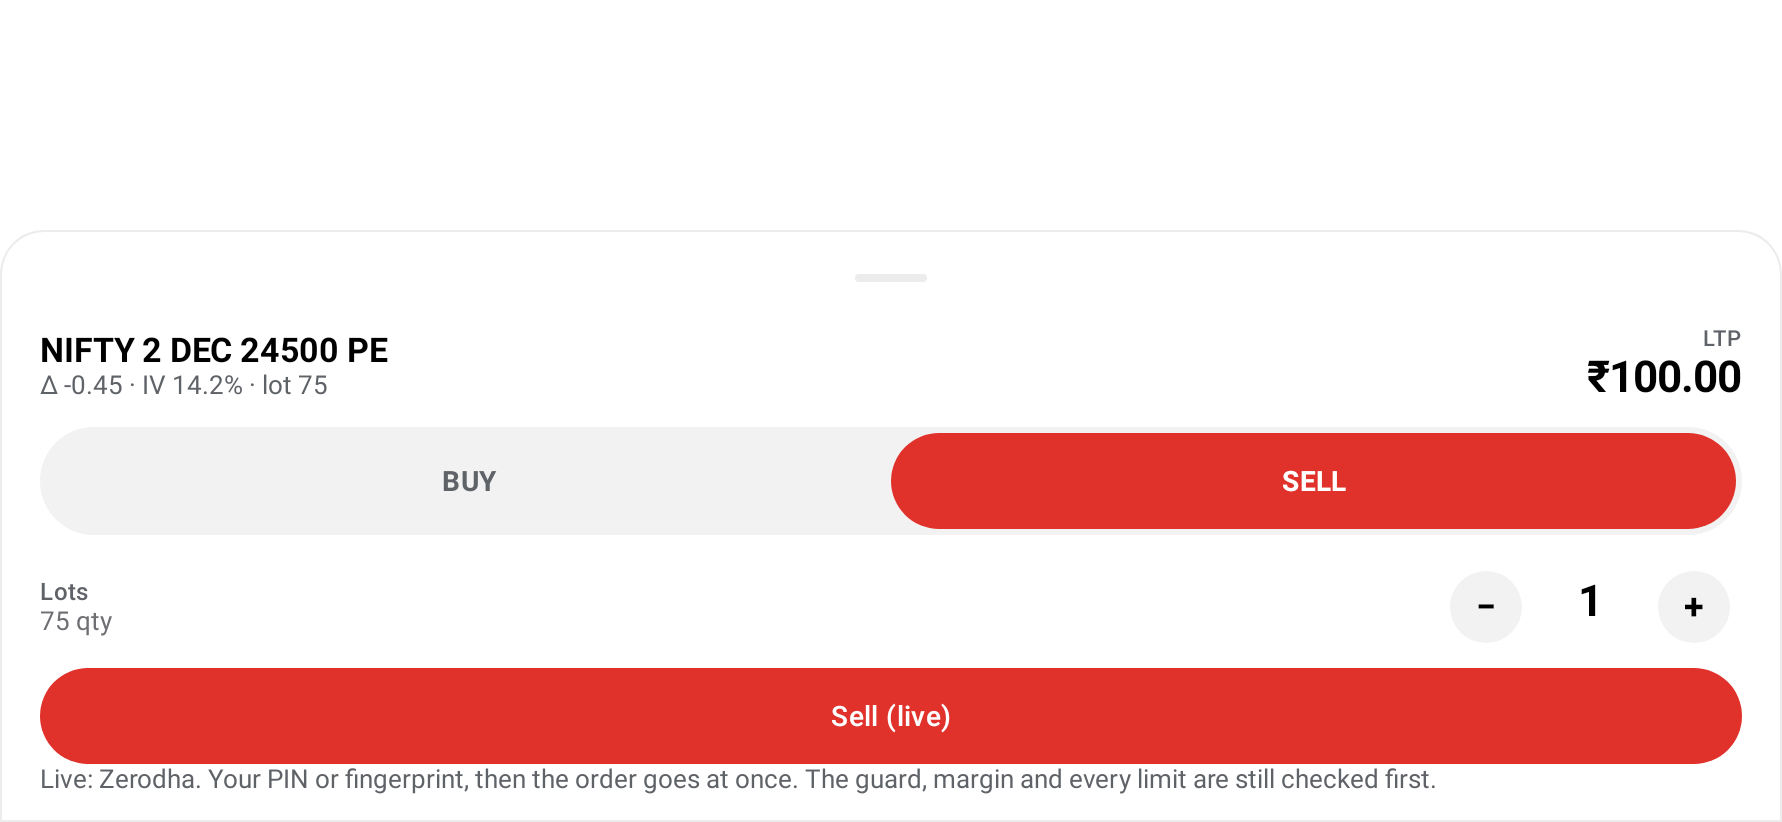 NIFTY 2 DEC 24500 PE
Δ -0.45 · IV 14.2% · lot 75
LTP
₹100.00
BUY
SELL
Lots
75 qty
−
1
+
Sell (live)
Live: Zerodha. Your PIN or fingerprint, then the order goes at once. The guard, margin and every limit are still checked first.